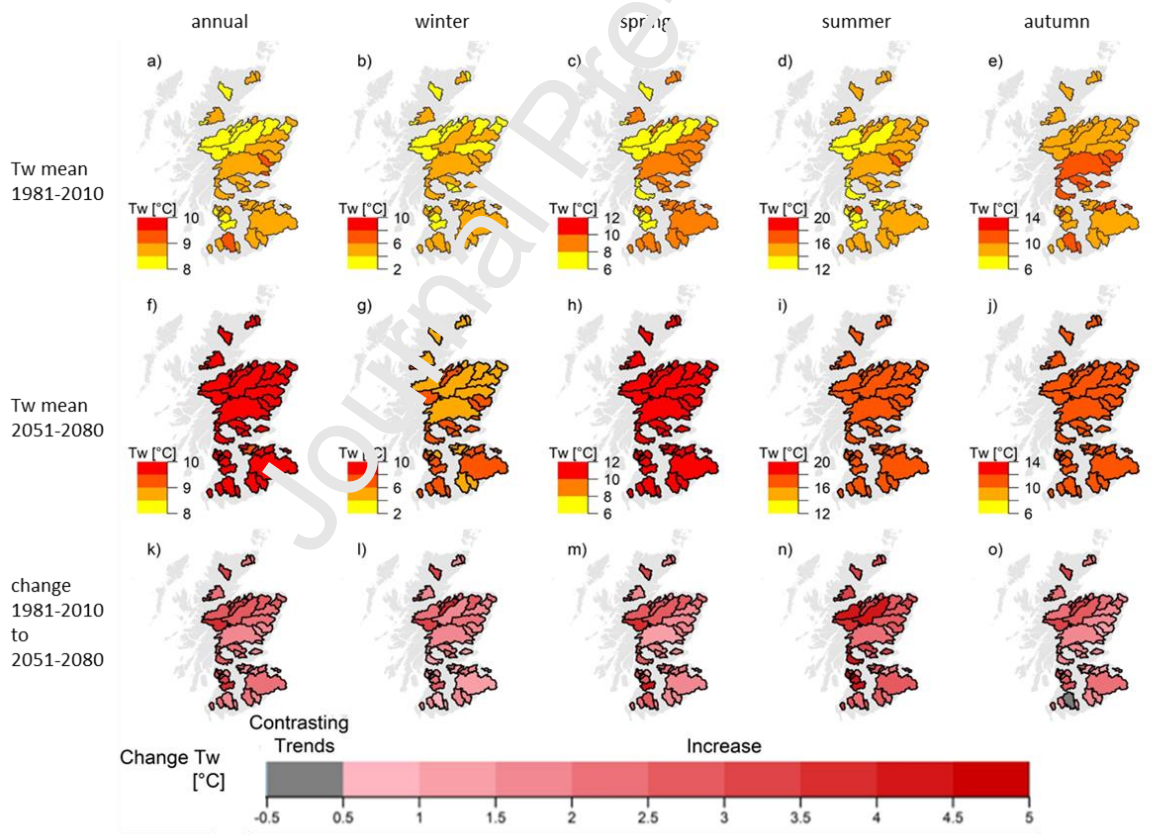 annual winter spring summer autumn
a) b) c) d) e)
Tw mean
1981-2010
Tw [°C] Tw [°C] Tw [°C] Tw [°C] Tw [°C]
10 10 12 20 14
9 6 10 16 10
8 2 8 12 6
6
f) g) h) i) j)
Tw mean
2051-2080
Tw [°C] Tw [°C] Tw [°C] Tw [°C] Tw [°C]
10 10 12 20 14
9 6 10 16 10
8 2 8 12 6
6
k) l) m) n) o)
change
1981-2010
to
2051-2080
Contrasting
Trends Increase
Change Tw
[°C]
-0.5 0.5 1 1.5 2 2.5 3 3.5 4 4.5 5
Journal Pre